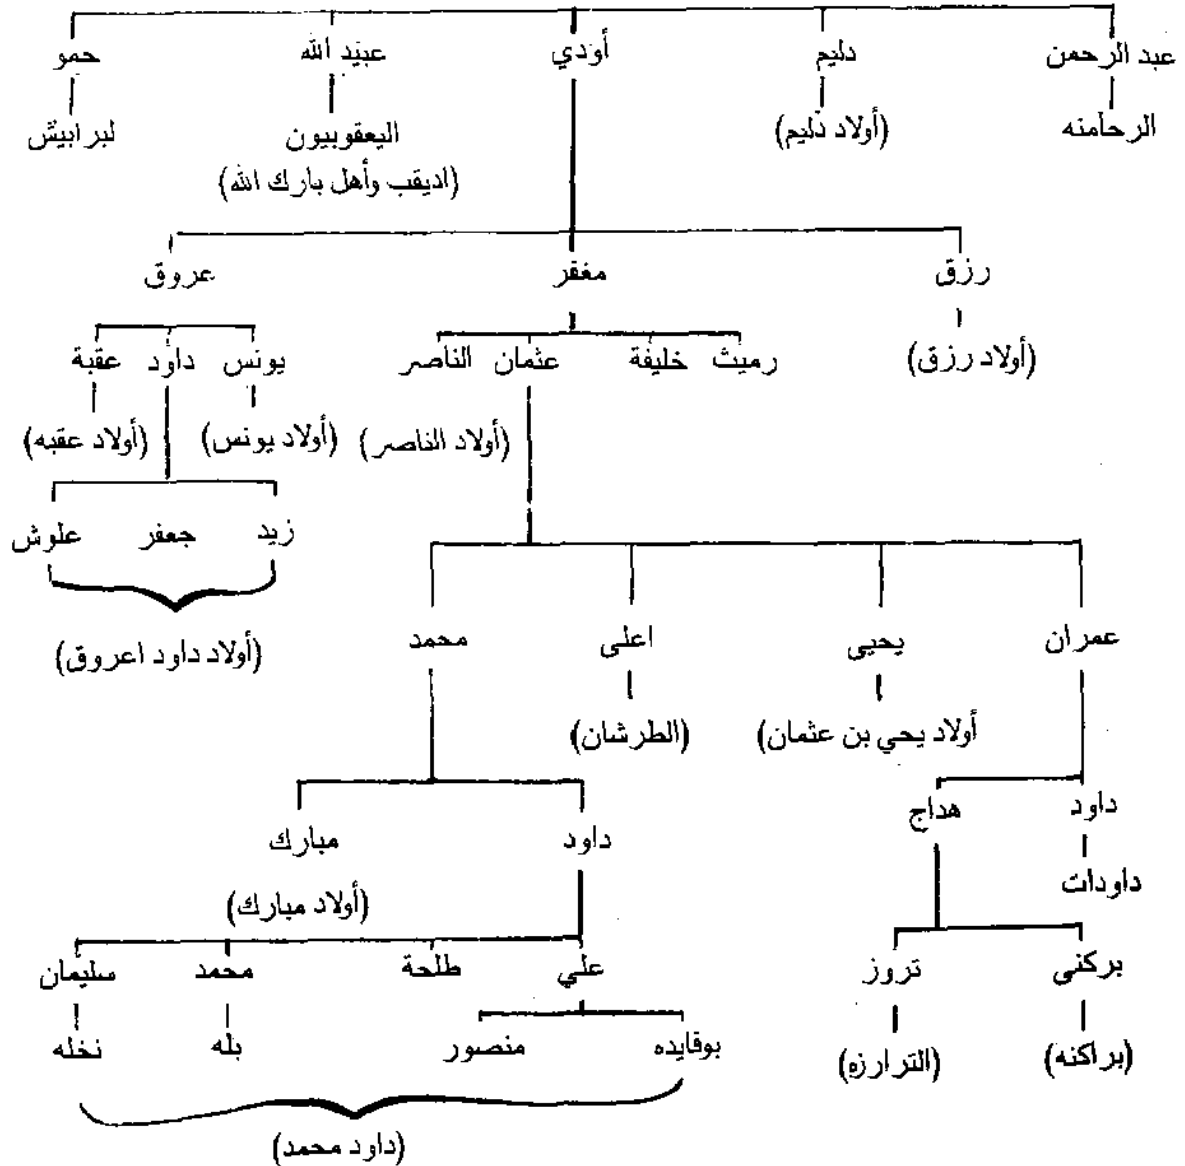 عبد الرحمن دليم أودي عبيد الله حمو
الرحامنه (أولاد دليم) اليعقوبيون لبرابيش
(اديقب وأهل بارك الله)
رزق مغفر عروق
(أولاد رزق) رميث خليفة عثمان الناصر يونس داود عقبة
(أولاد الناصر) (أولاد يونس) (أولاد عقبه)
زيد جعفر علوش
(أولاد داود اعروق)
عمران يحيى اعلى محمد
أولاد يحي بن عثمان) (الطرشان)
داود هداج داود مبارك
داودات (أولاد مبارك)
بركنى تروز علي طلحة محمد سليمان
(براكنه) (الترارزه) بوفايده منصور بله نخله
(داود محمد)